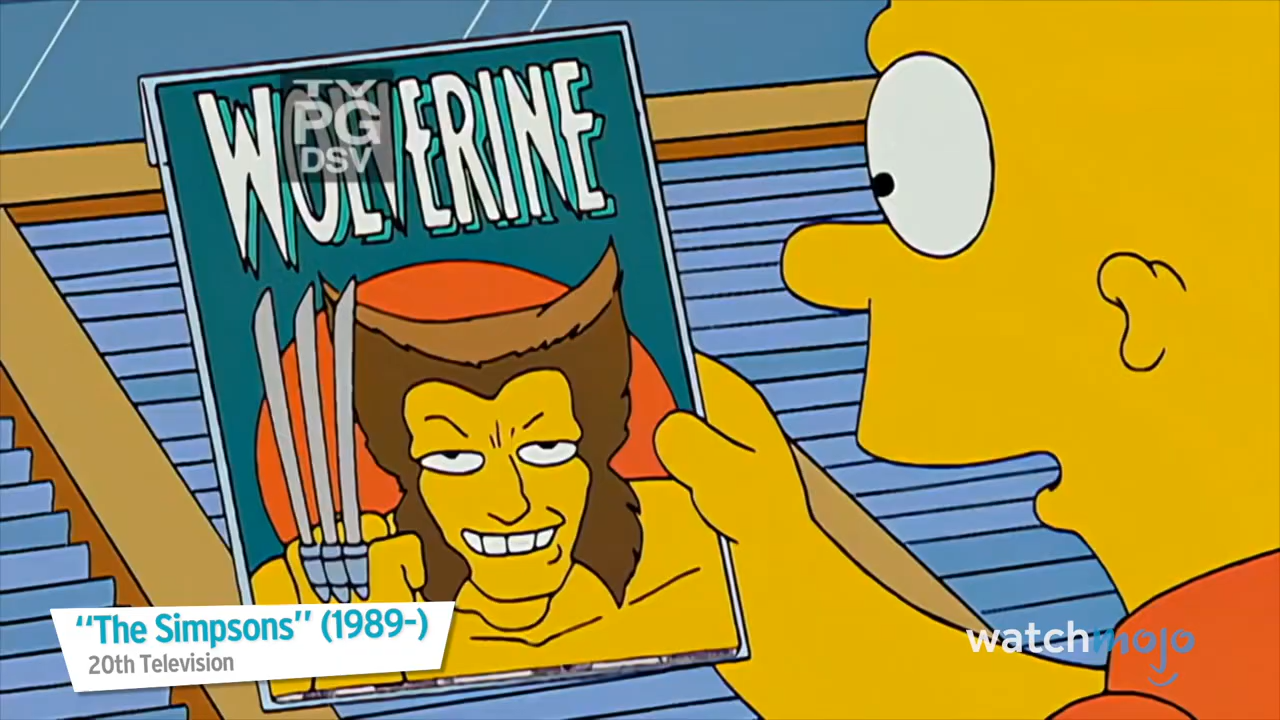 WOLVERINE
TV
PG
DSV
“The Simpsons” (1989-)
20th Television
watchmojo